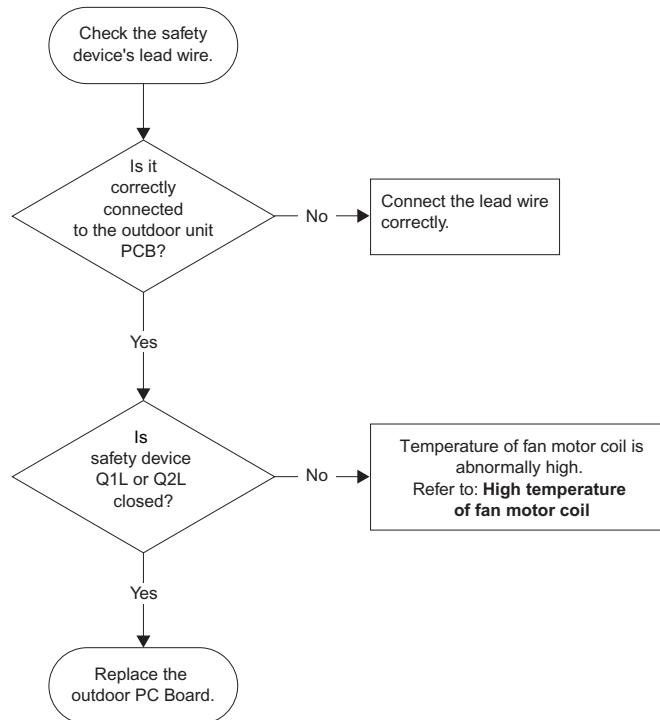 Check the safety
device's lead wire.
Is it
correctly
connected
to the outdoor unit
PCB?
No
Connect the lead wire
correctly.
Yes
Is
safety device
Q1L or Q2L
closed?
No
Temperature of fan motor coil is
abnormally high.
Refer to: High temperature
of fan motor coil
Yes
Replace the
outdoor PC Board.